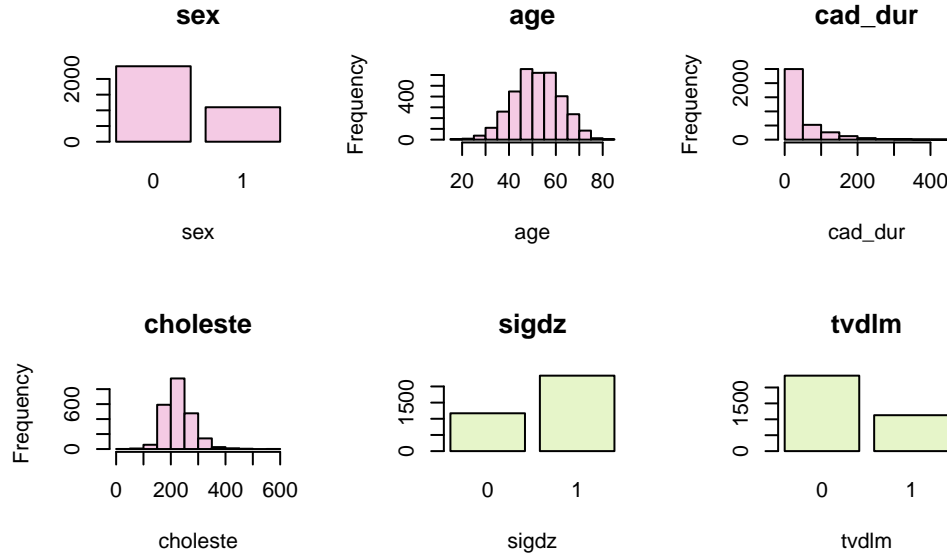 sex
Frequency
0
2000
0 1
sex
age
Frequency
0
400
20 40 60 80
age
cad_dur
Frequency
0
2000
0 200 400
cad_dur
choleste
Frequency
0
600
0 200 400 600
choleste
sigdz
0
1500
0 1
sigdz
tvdlm
0
1500
0 1
tvdlm